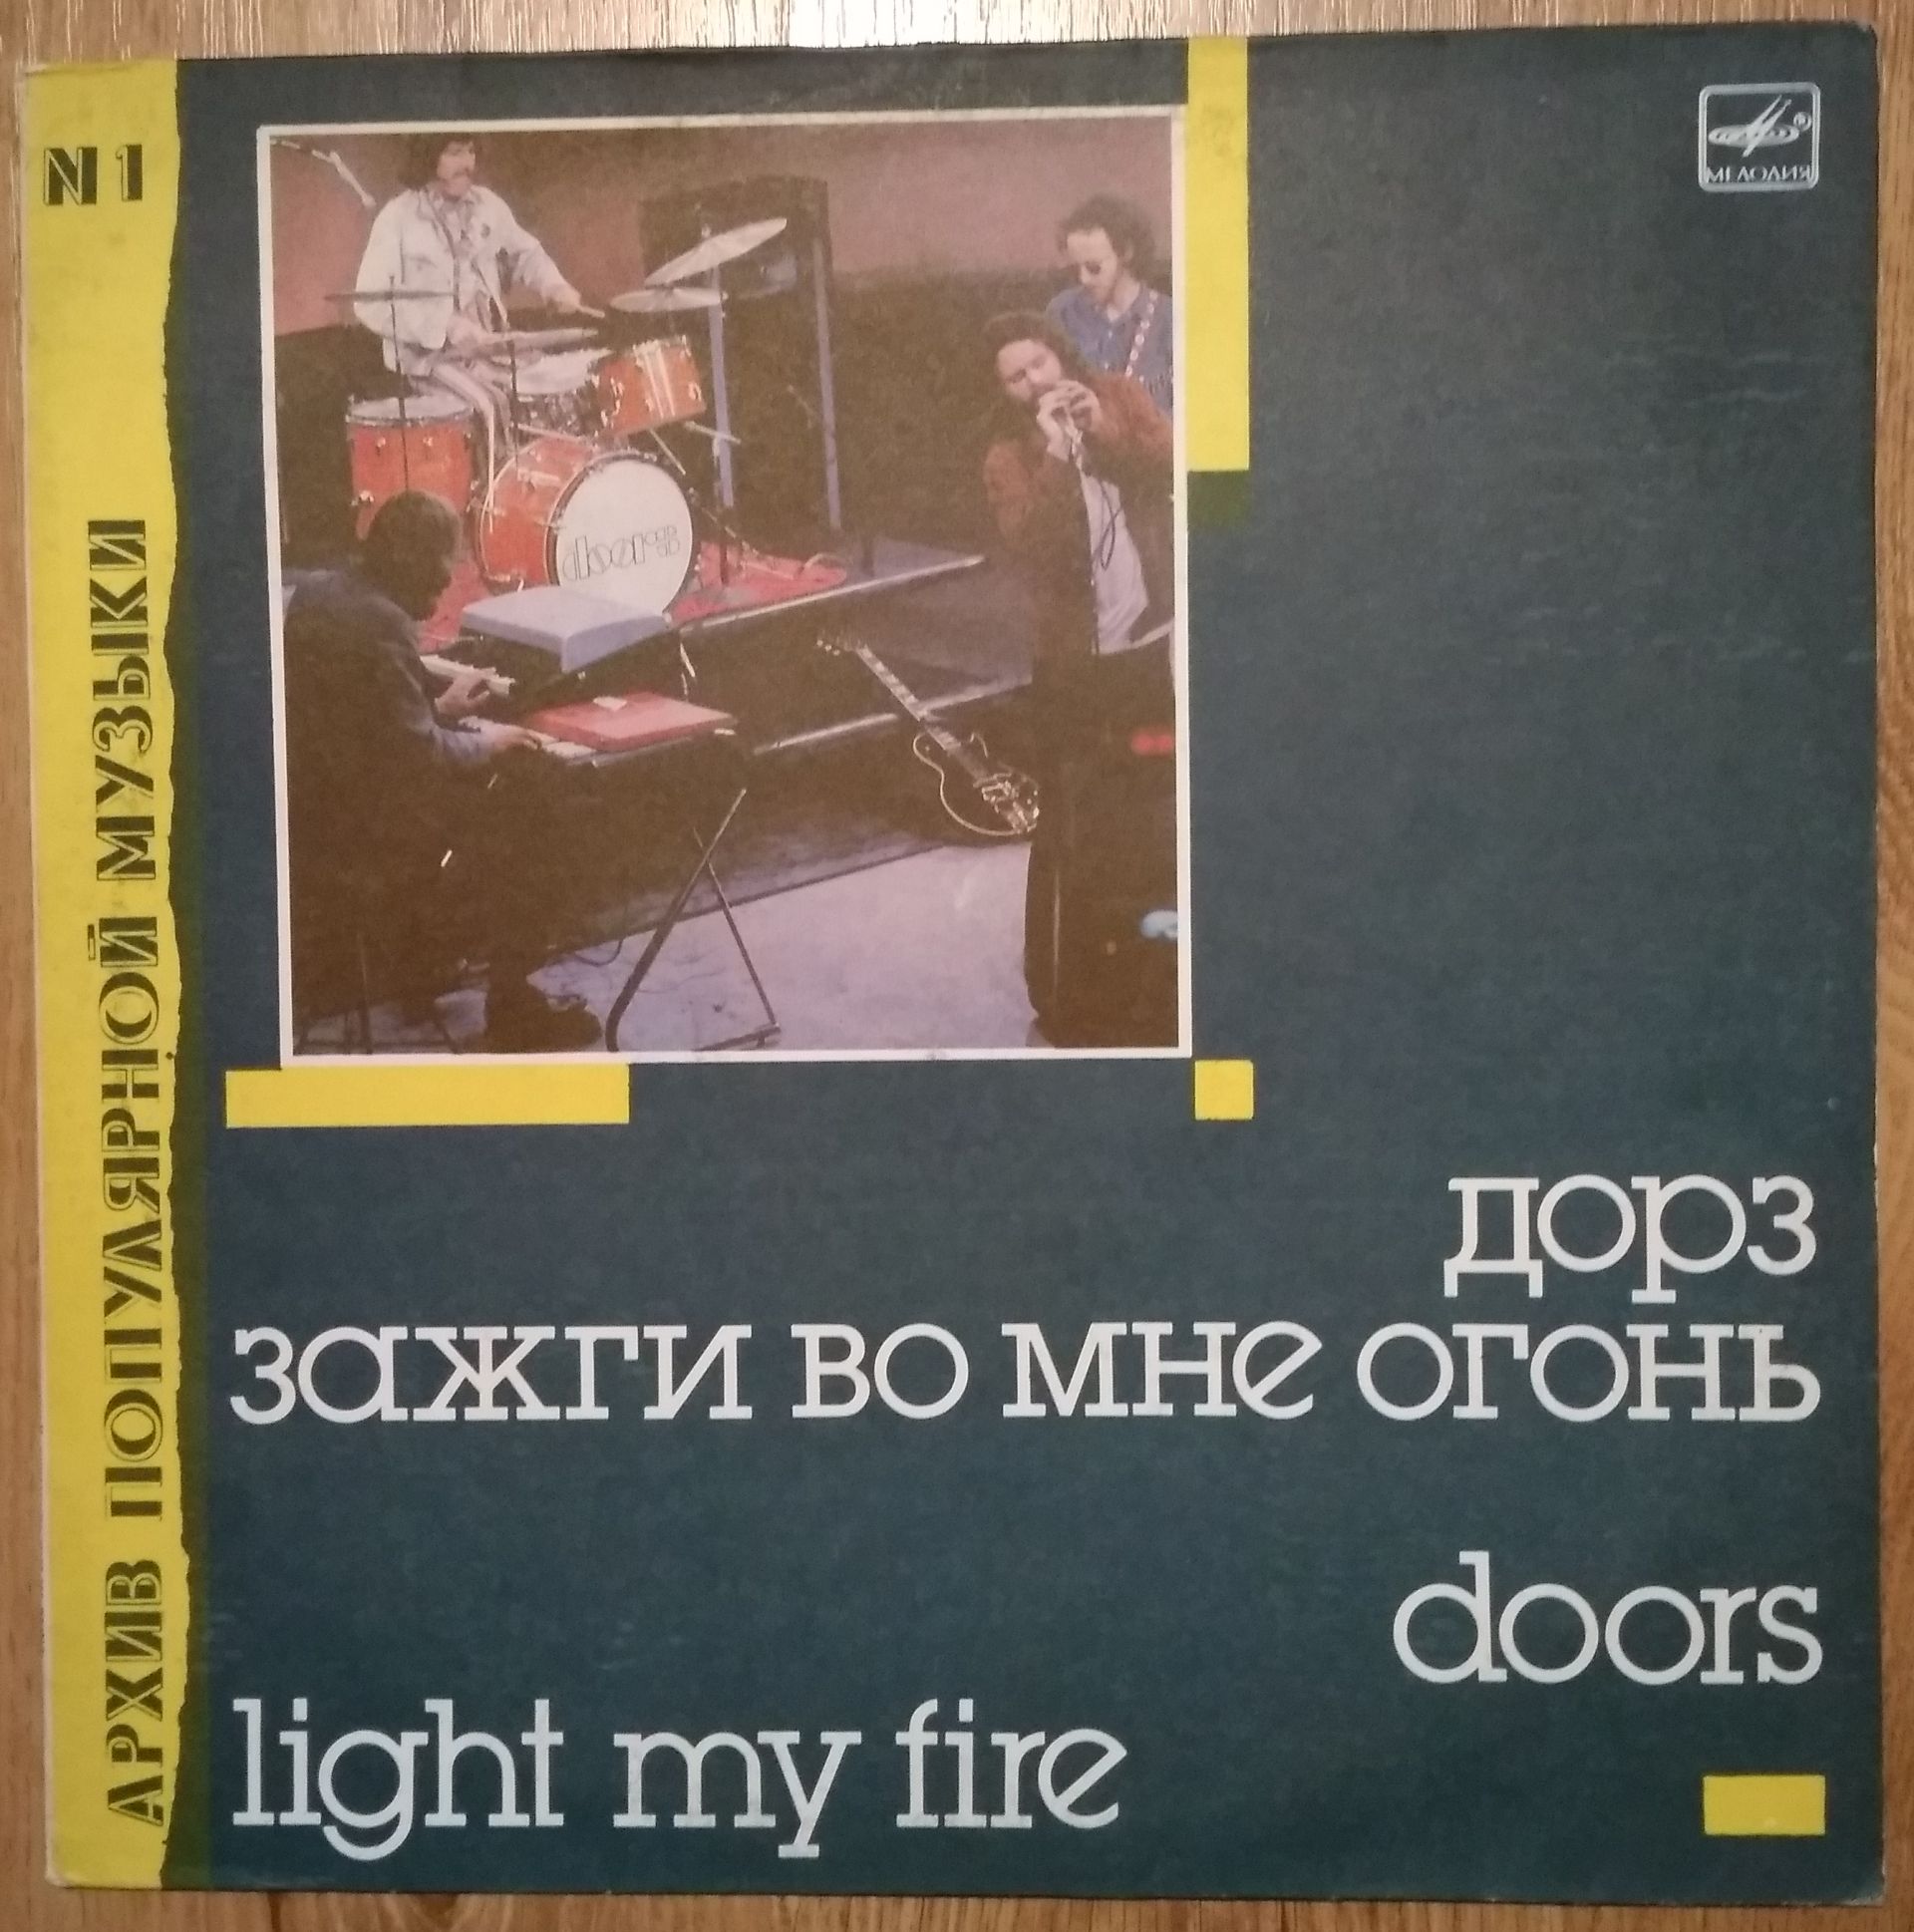 N 1
АРХИВ ПОПУЛЯРНОЙ МУЗЫКИ
МЕЛОДИЯ
doors
дорз
зажги во мне огонь
doors
light my fire